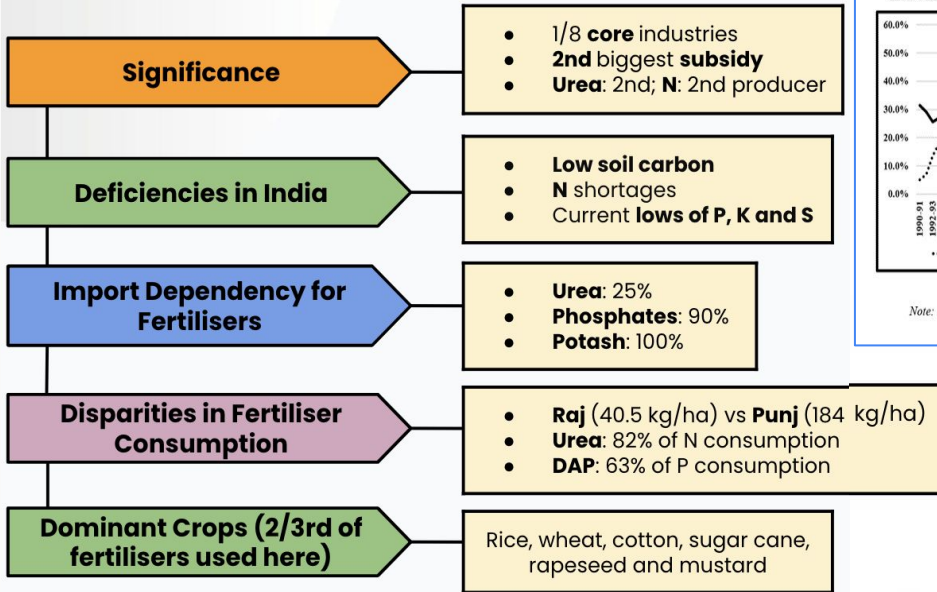 Significance
● 1/8 core industries
● 2nd biggest subsidy
● Urea: 2nd; N: 2nd producer
Deficiencies in India
● Low soil carbon
● N shortages
● Current lows of P, K and S
Import Dependency for
Fertilisers
● Urea: 25%
● Phosphates: 90%
● Potash: 100%
Disparities in Fertiliser
Consumption
● Raj (40.5 kg/ha) vs Punj (184 kg/ha)
● Urea: 82% of N consumption
● DAP: 63% of P consumption
Dominant Crops (2/3rd of
fertilisers used here)
Rice, wheat, cotton, sugar cane,
rapeseed and mustard
60.0%
50.0%
40.0%
30.0%
20.0%
10.0%
0.0%
1990-91
1992-93
Note: